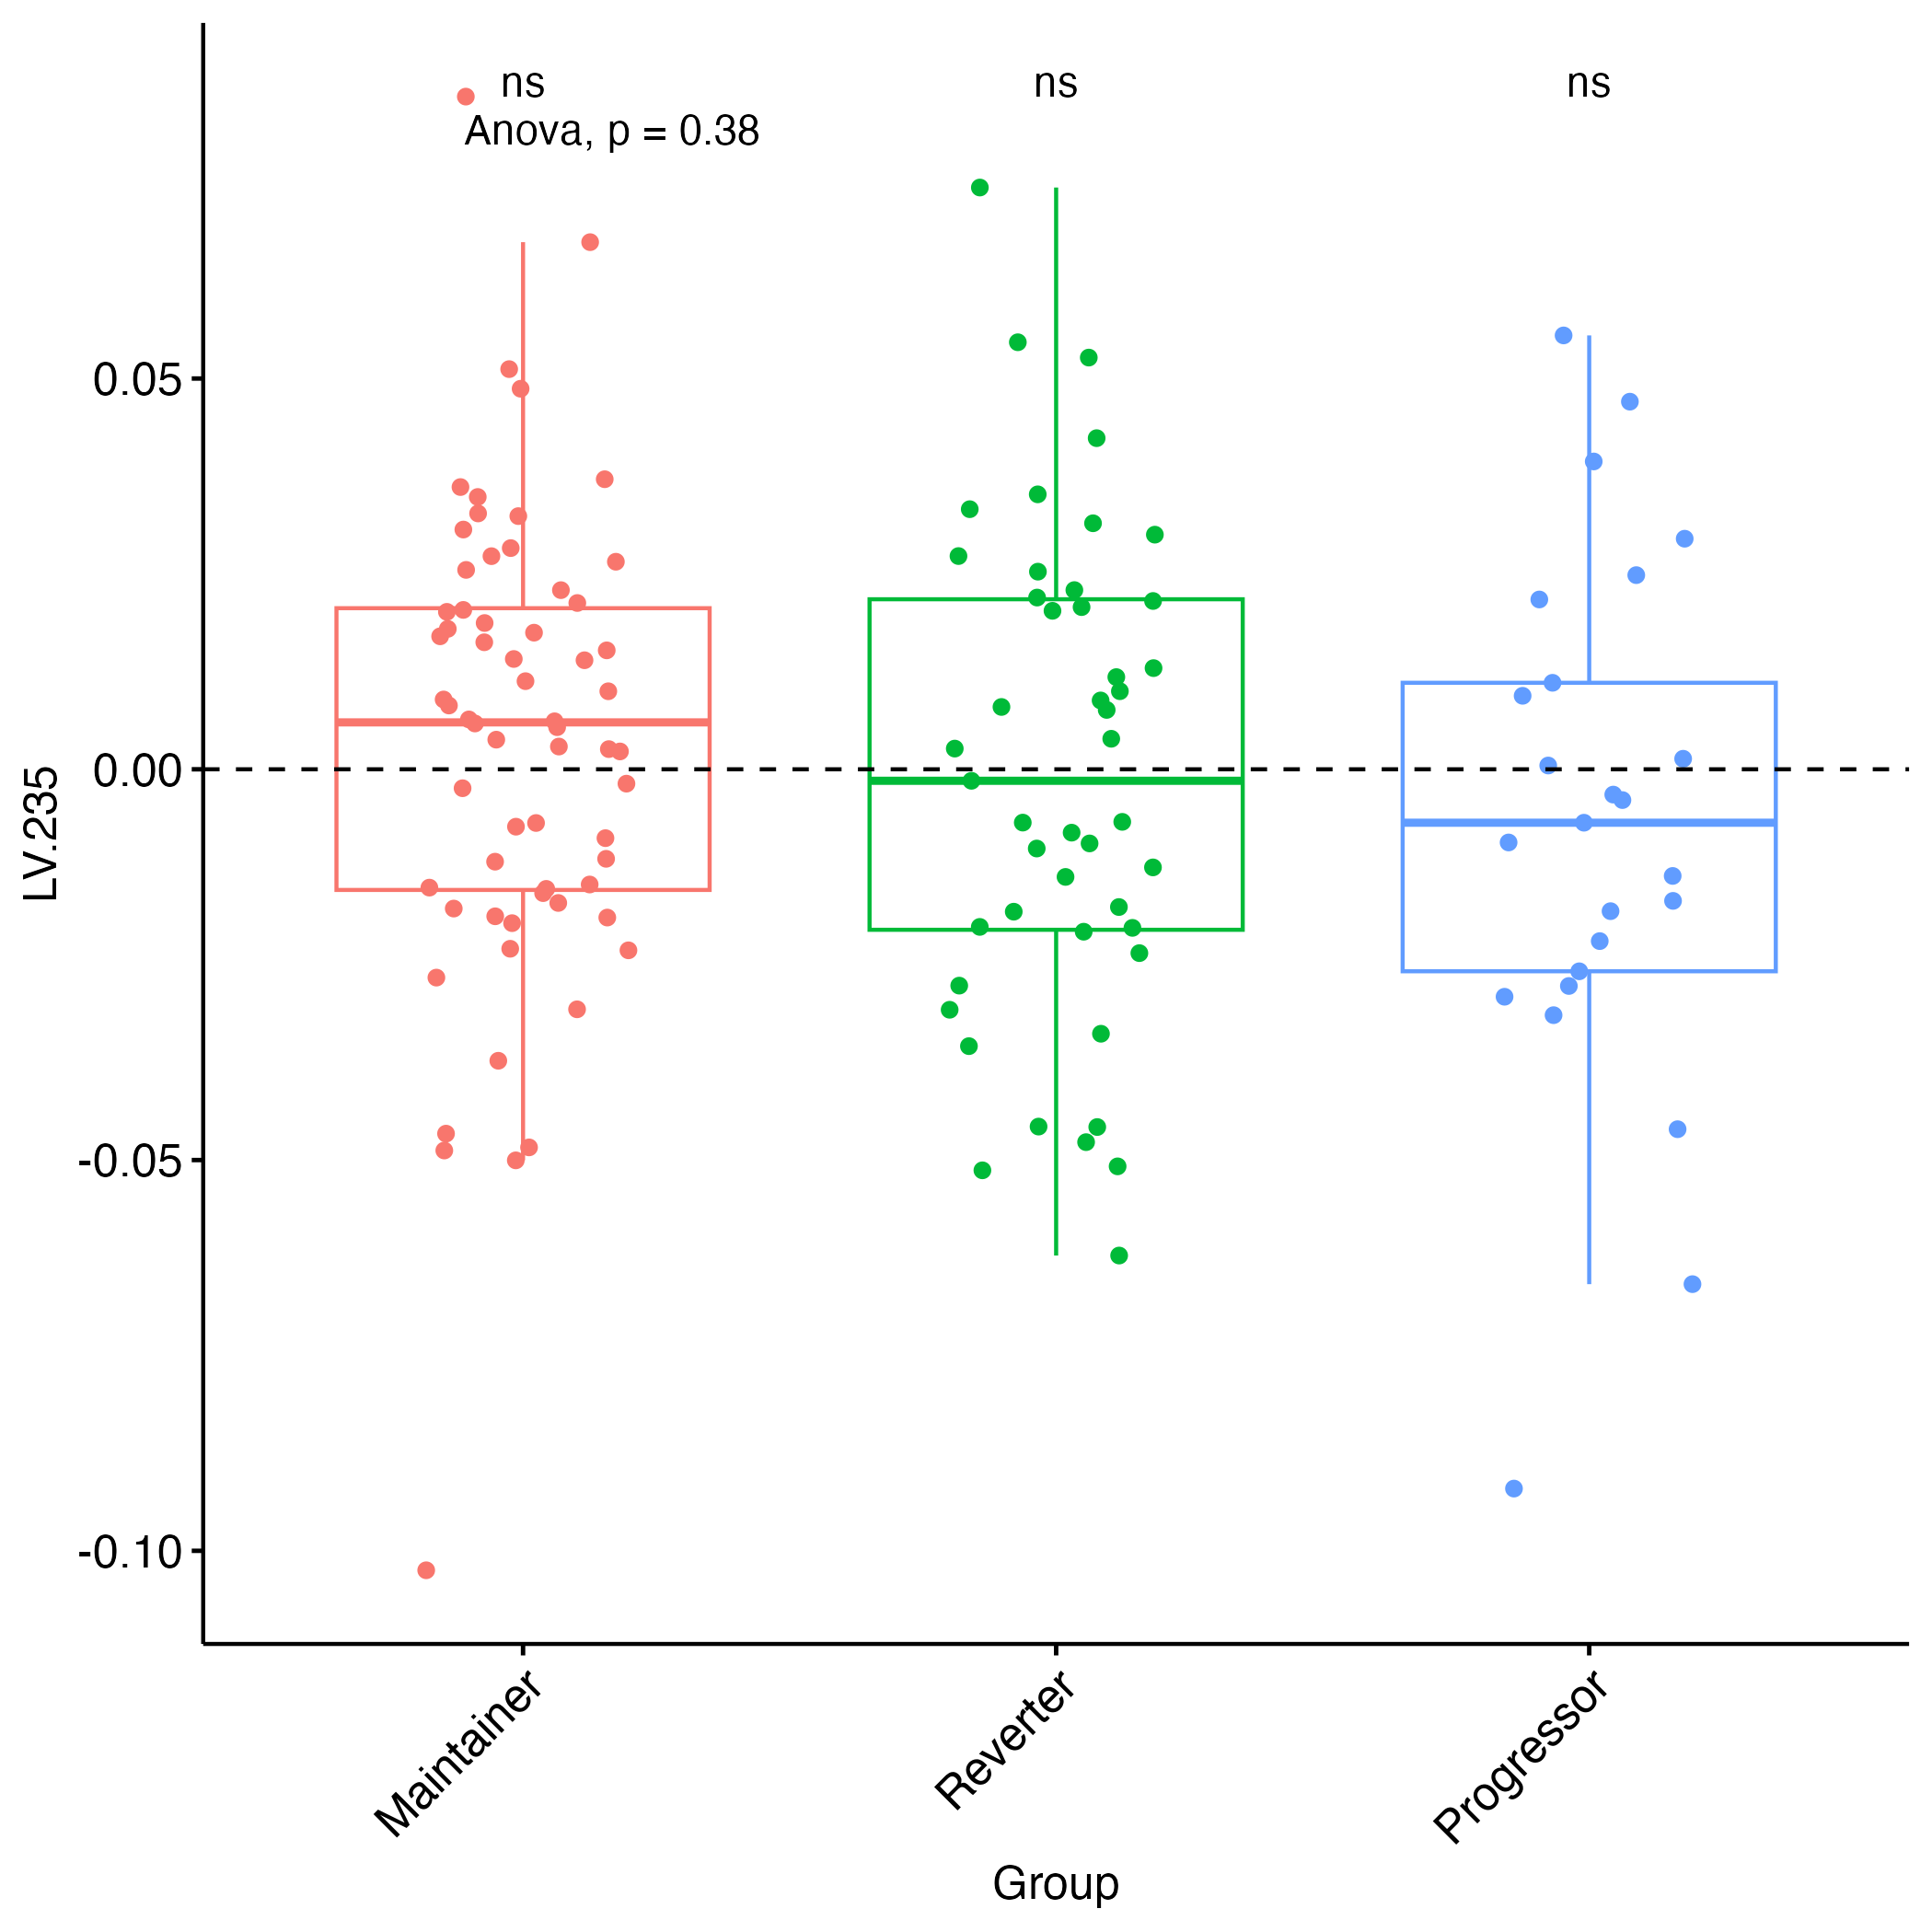 ns
ns
ns
Anova, p = 0.38
0.05
0.00
-0.05
-0.10
LV.235
Maintainer
Reverter
Progressor
Group